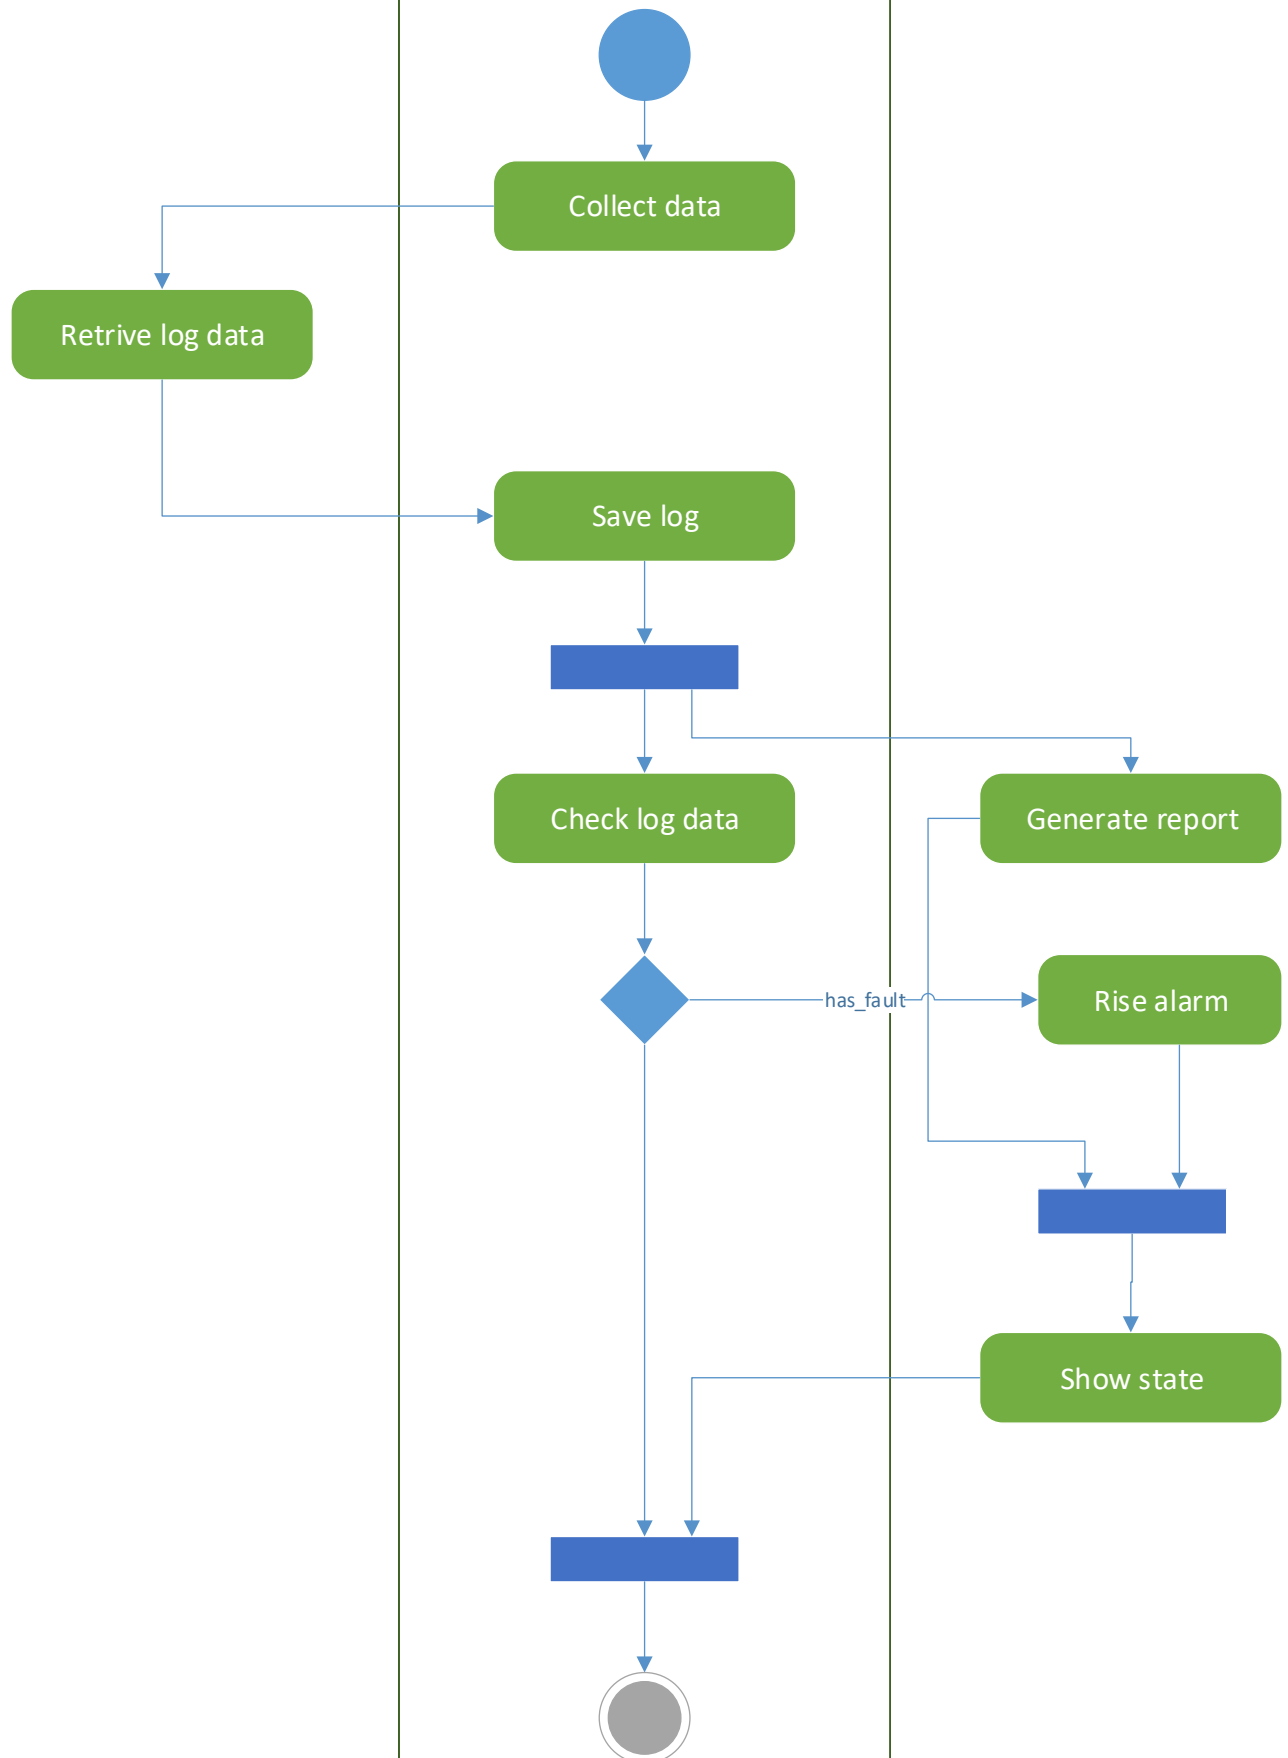 Collect data
Retrive log data
Save log
Check log data
Generate report
has_fault
Rise alarm
Show state